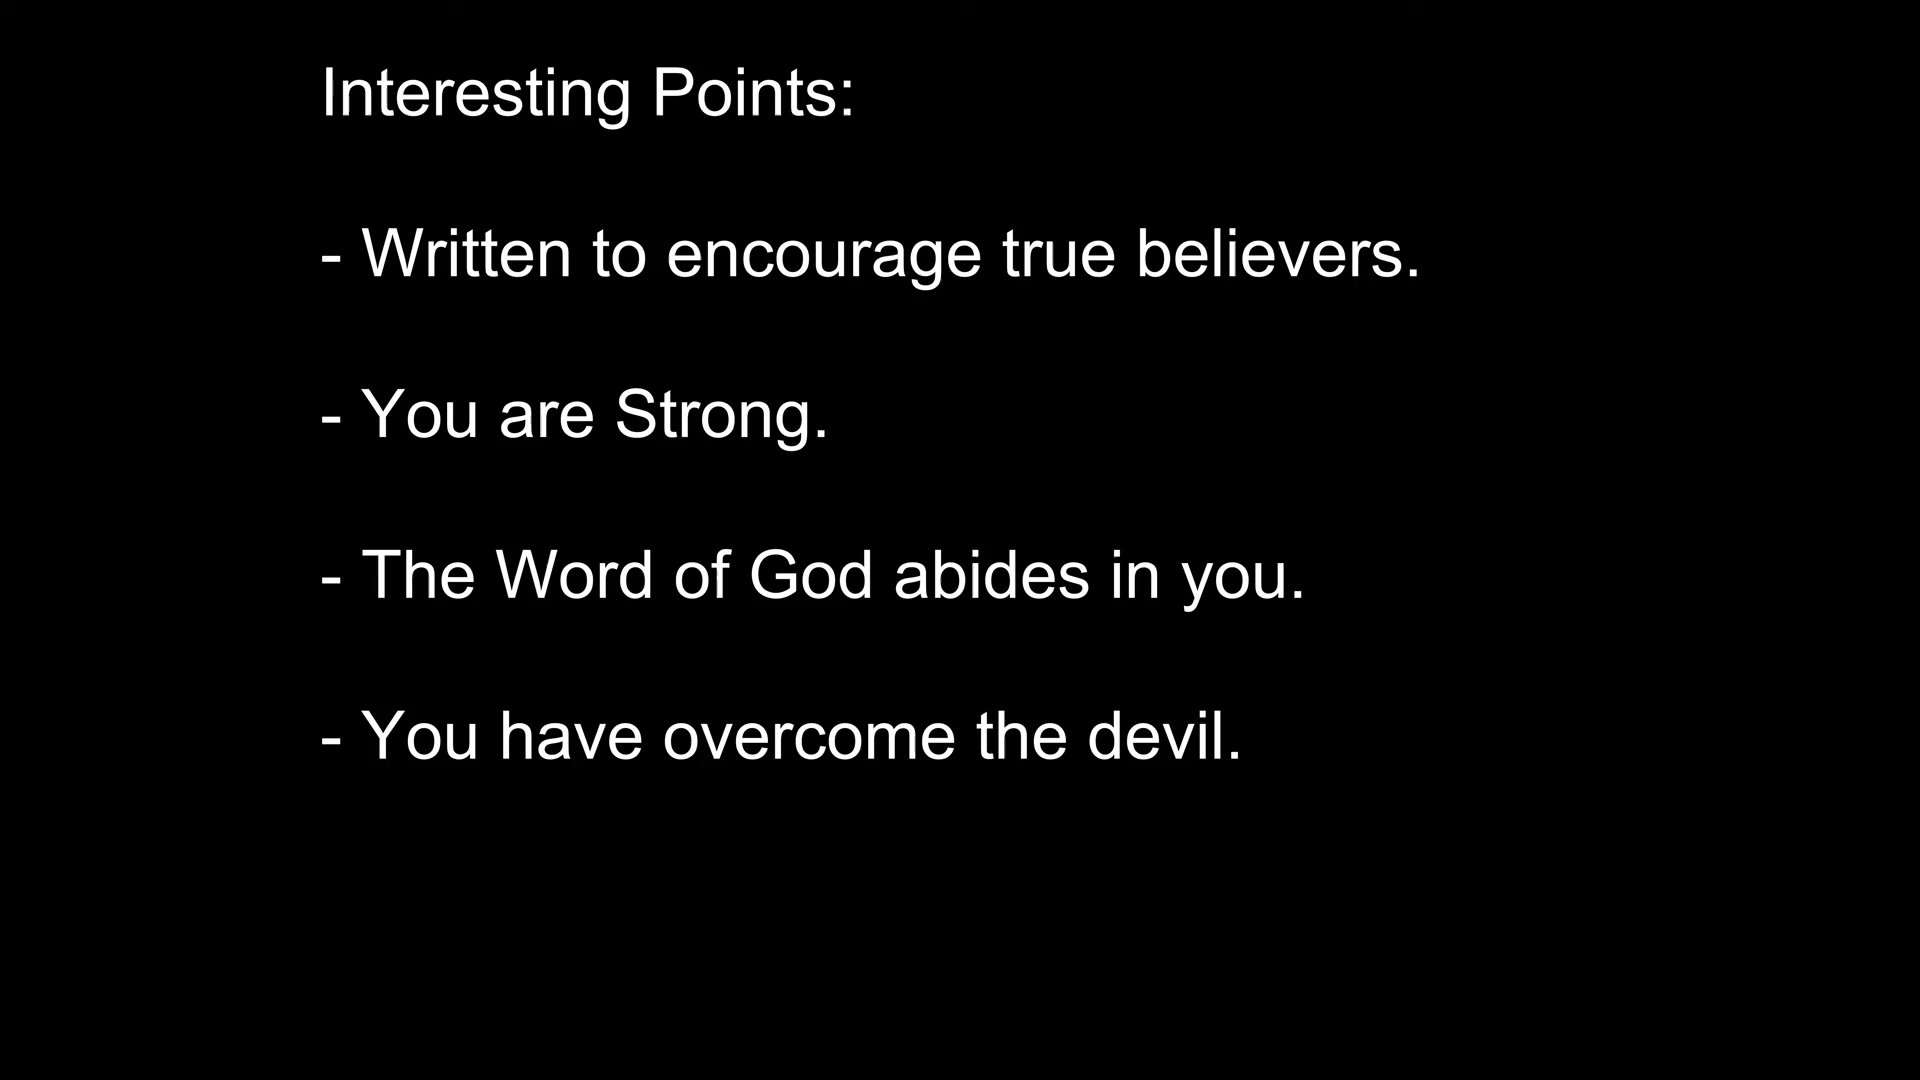 Interesting Points:
- Written to encourage true believers.
- You are Strong.
- The Word of God abides in you.
- You have overcome the devil.